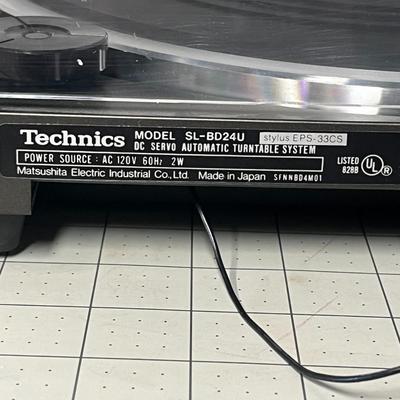 Technics MODEL SL-BD24U stylus EPS-33CS
DC SERVO AUTOMATIC TURNTABLE SYSTEM
POWER SOURCE : AC 120V 60Hz 2W
Matsushita Electric Industrial Co., Ltd. Made in Japan SFNNBD4M01
LISTED
828B
UL
®